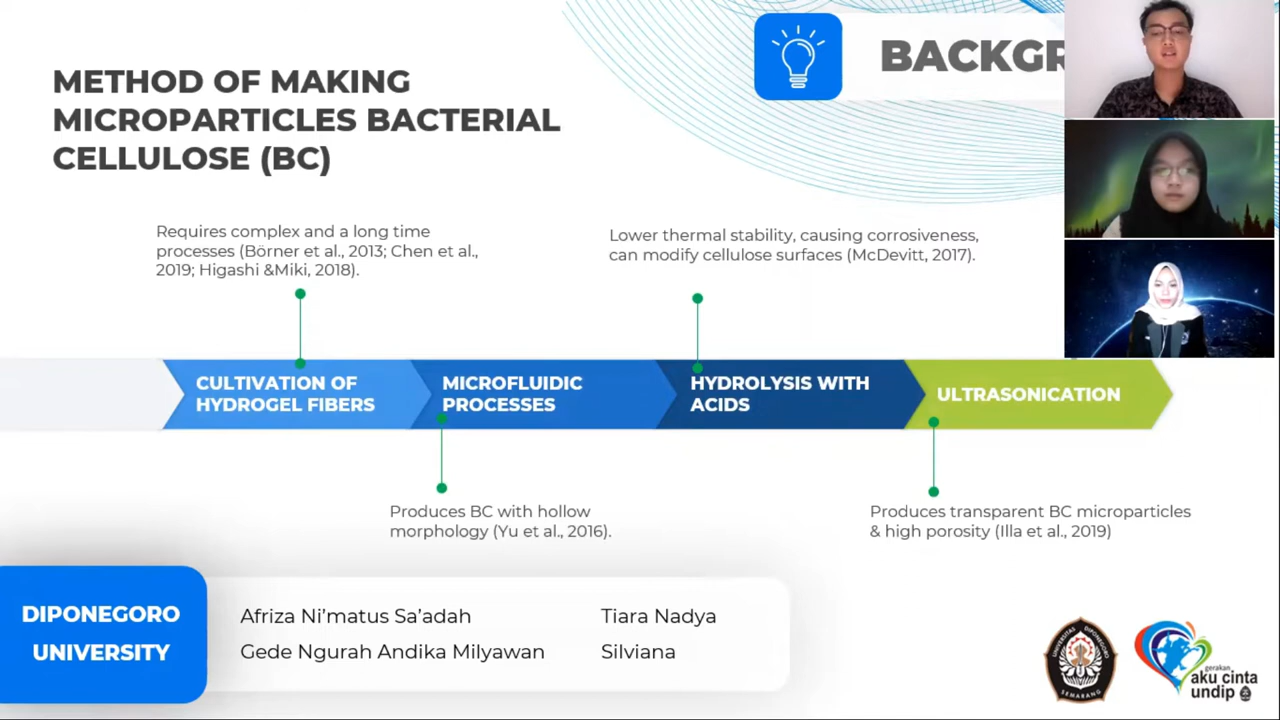 BACKGR
METHOD OF MAKING
MICROPARTICLES BACTERIAL
CELLULOSE (BC)
Requires complex and a long time
processes (Börner et al., 2013; Chen et al.,
2019; Higashi &Miki, 2018).
Lower thermal stability, causing corrosiveness,
can modify cellulose surfaces (McDevitt, 2017).
CULTIVATION OF
HYDROGEL FIBERS
MICROFLUIDIC
PROCESSES
HYDROLYSIS WITH
ACIDS
ULTRASONICATION
Produces BC with hollow
morphology (Yu et al., 2016).
Produces transparent BC microparticles
& high porosity (Illa et al., 2019)
DIPONEGORO
UNIVERSITY
Afriza Ni’matus Sa’adah
Gede Ngurah Andika Milyawan
Tiara Nadya
Silviana
UNIVERSITAS DIPONEGORO
SEMARANG
gerakan
aku cinta
undip